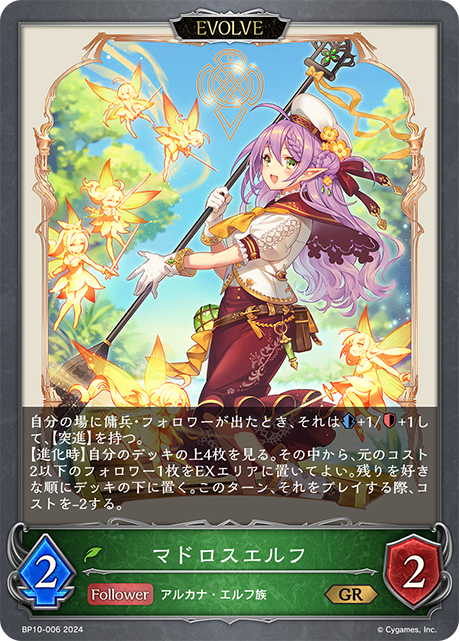 EVOLVE
自分の場に傭兵・フォロワーが出たとき、それは+1/+1し
て、【突進】を持つ。
【進化時】自分のデッキの上4枚を見る。その中から、元のコスト
2以下のフォロワー1枚をEXエリアに置いてよい。残りを好き
な順にデッキの下に置く。このターン、それをプレイする際、コ
ストを-2する。
マドロスエルフ
2
2
Follower アルカナ・エルフ族 GR
BP10-006 2024 © Cygames, Inc.